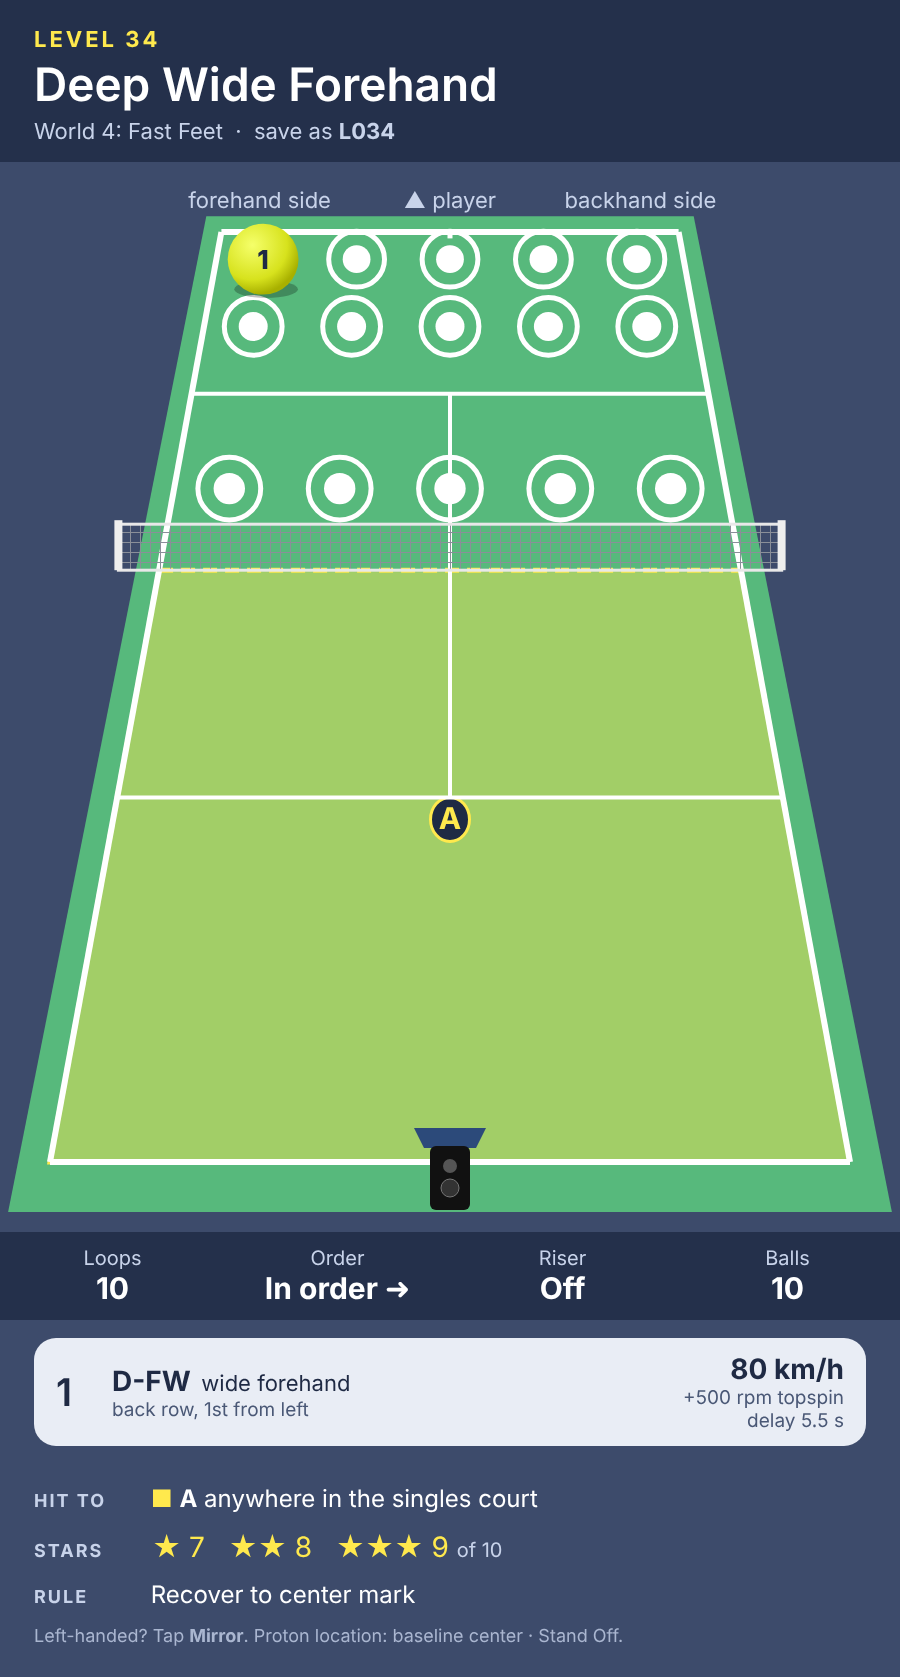 LEVEL 34
Deep Wide Forehand
World 4: Fast Feet · save as L034
forehand side ▲ player backhand side
1
A
Loops Order Riser Balls
10 In order ➜ Off 10
1 D-FW wide forehand 80 km/h
back row, 1st from left +500 rpm topspin
delay 5.5 s
HIT TO ■ A anywhere in the singles court
STARS ★ 7 ★★ 8 ★★★ 9 of 10
RULE Recover to center mark
Left-handed? Tap Mirror. Proton location: baseline center · Stand Off.